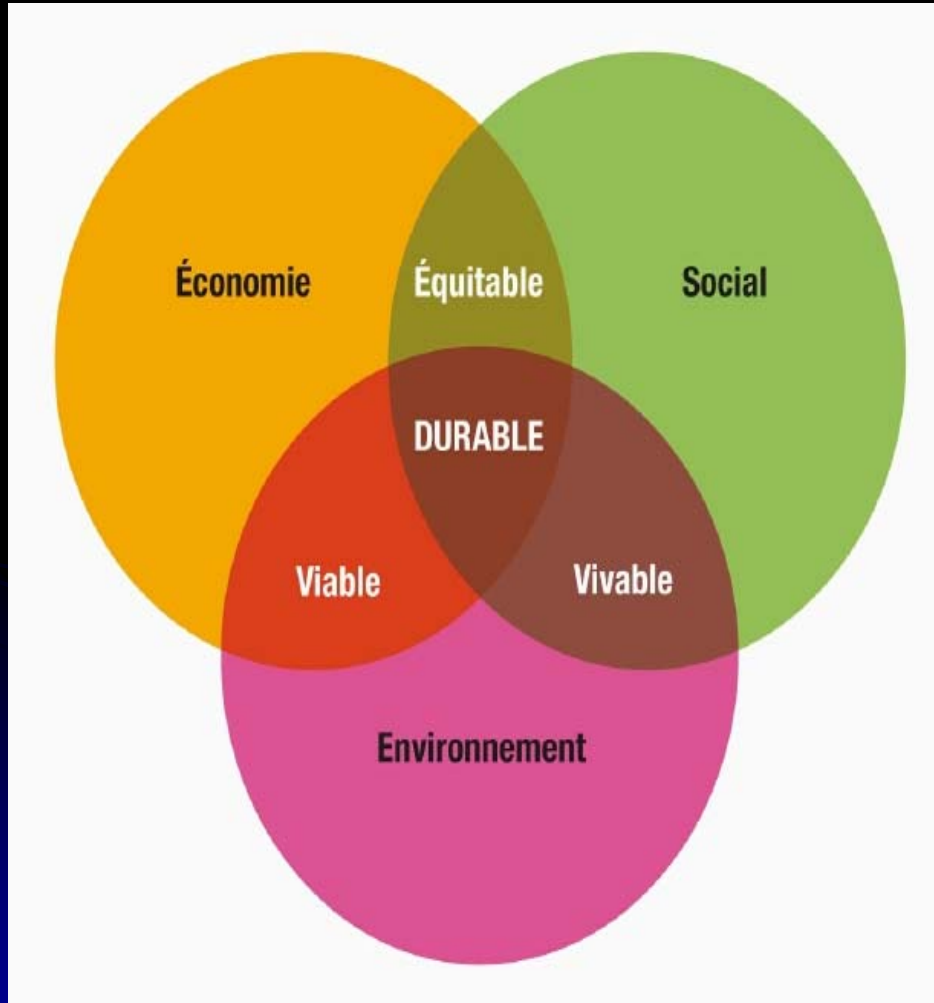 Économie
Équitable
Social
DURABLE
Viable
Vivable
Environnement